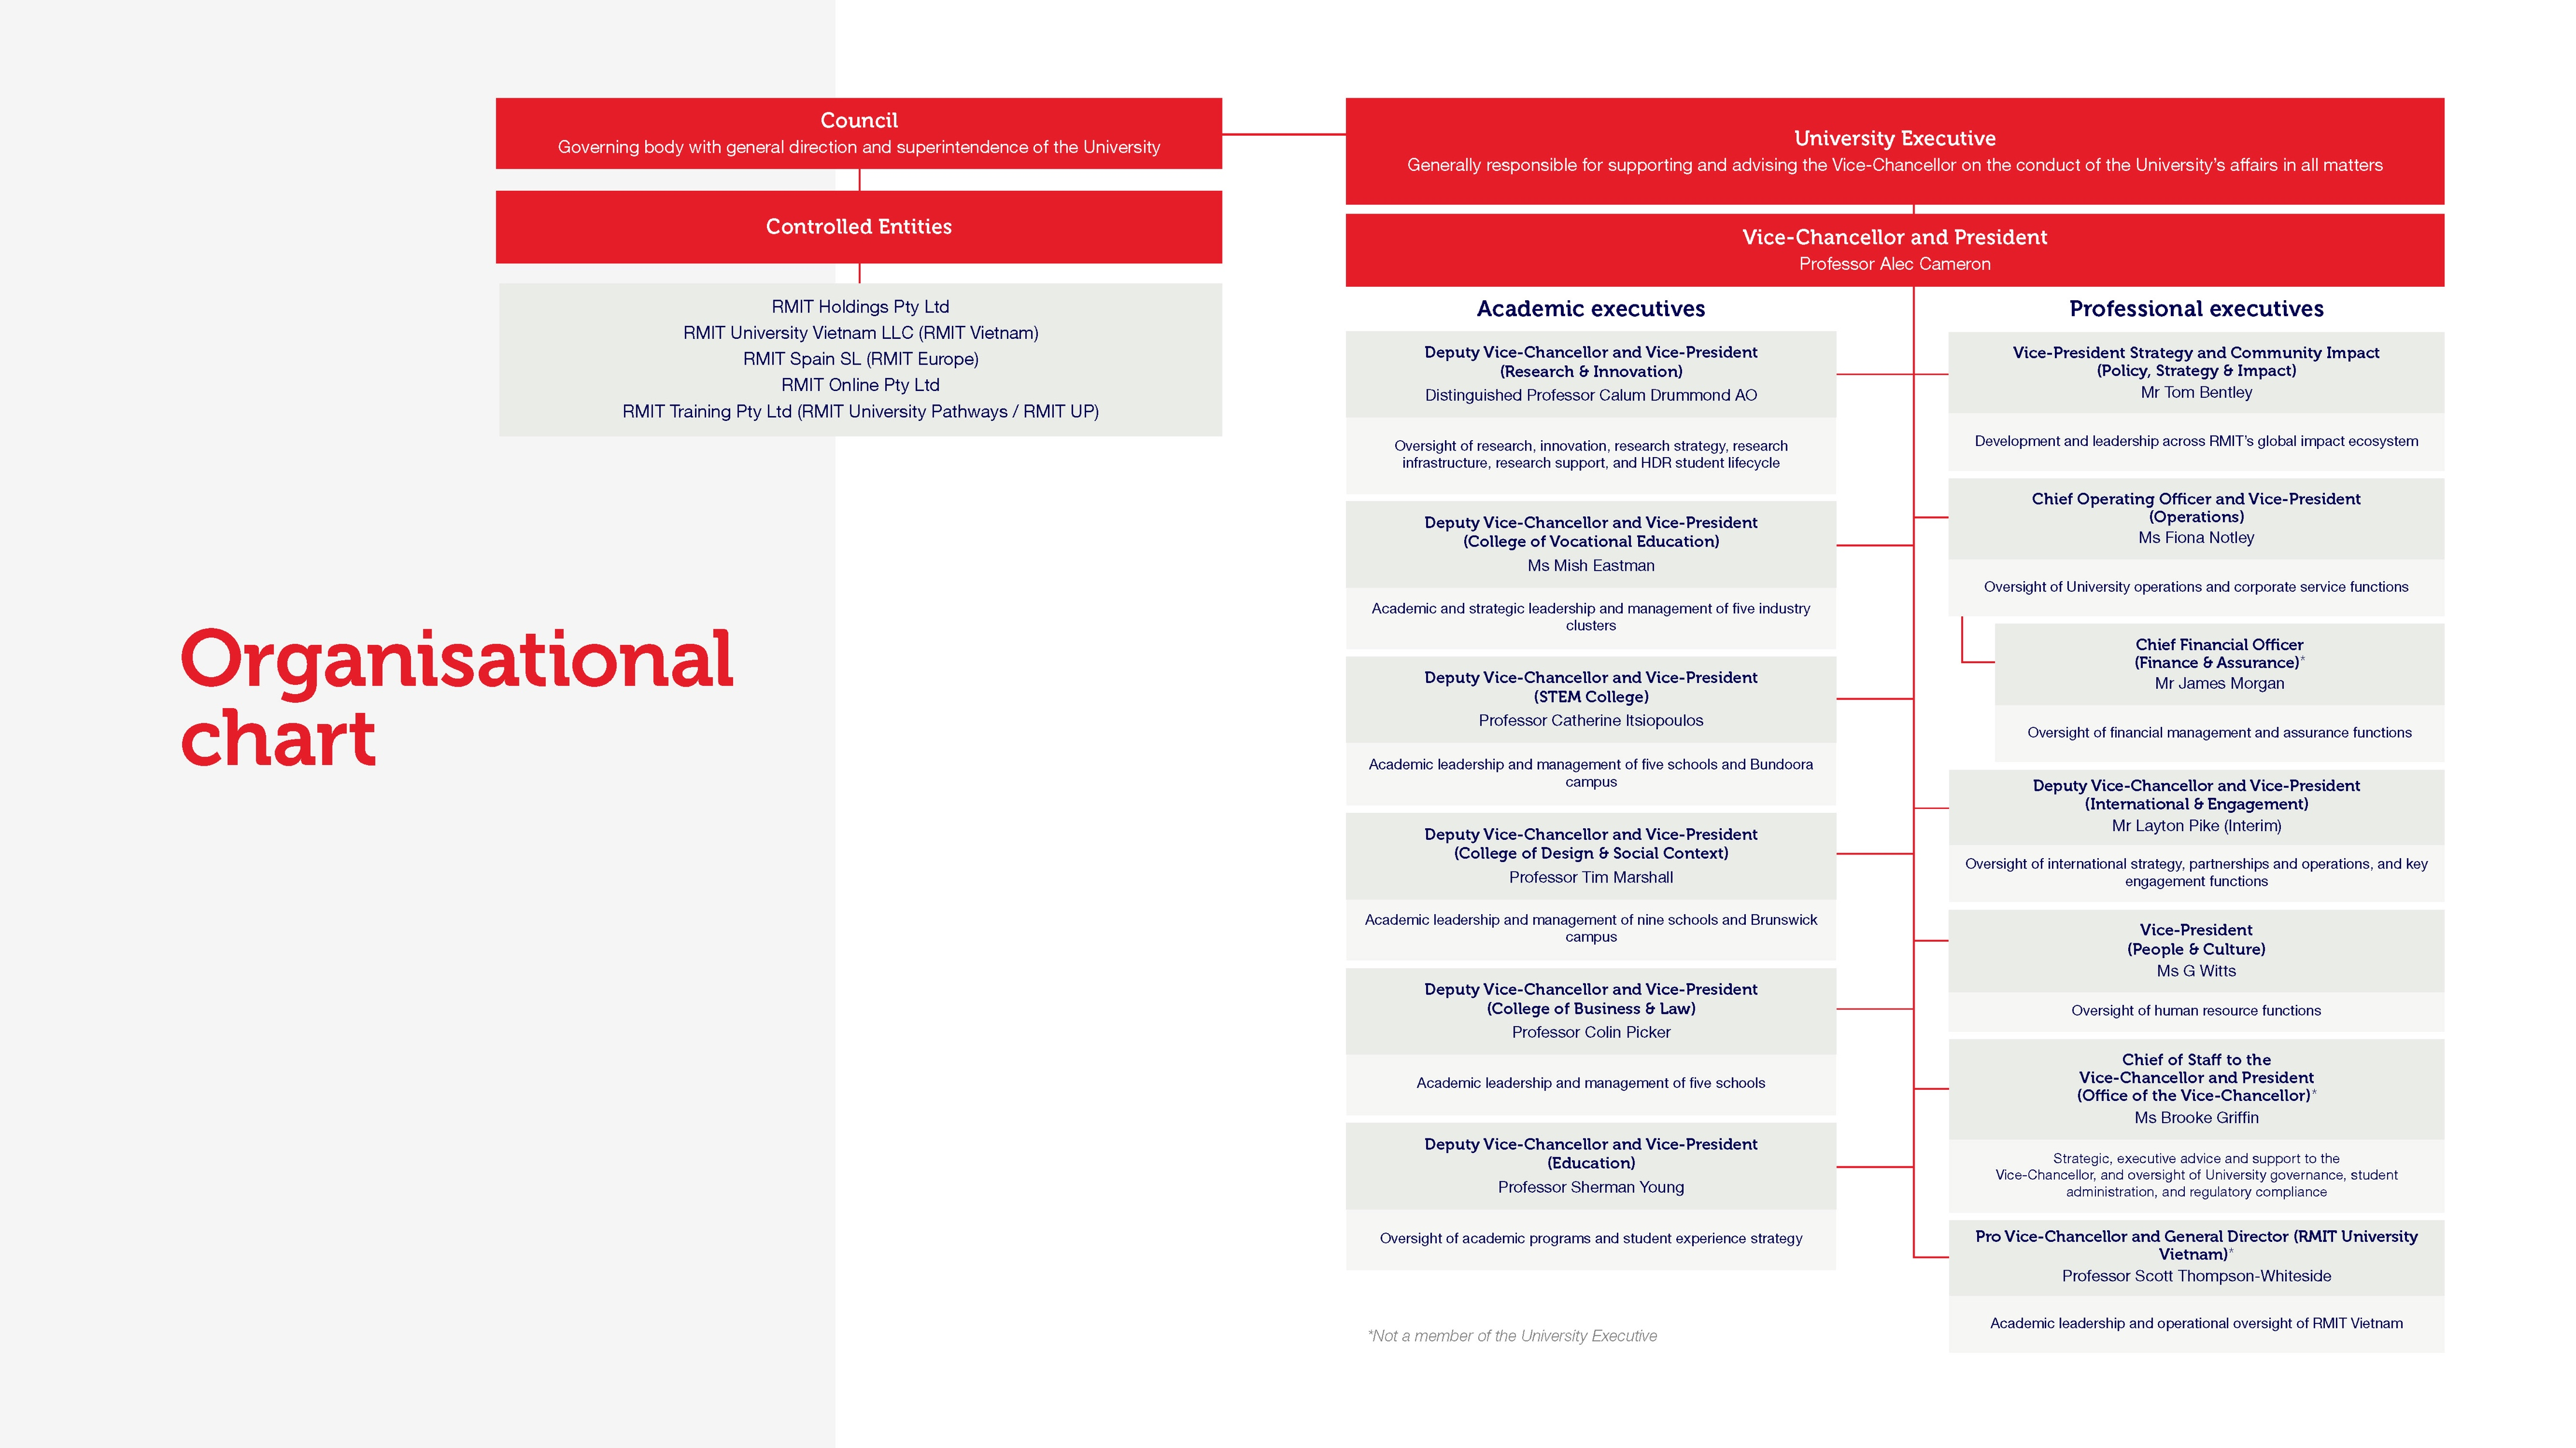 Organisational
chart
Council
Governing body with general direction and superintendence of the University
Controlled Entities
RMIT Holdings Pty Ltd
RMIT University Vietnam LLC (RMIT Vietnam)
RMIT Spain SL (RMIT Europe)
RMIT Online Pty Ltd
RMIT Training Pty Ltd (RMIT University Pathways / RMIT UP)
University Executive
Generally responsible for supporting and advising the Vice-Chancellor on the conduct of the University’s affairs in all matters
Vice-Chancellor and President
Professor Alec Cameron
Academic executives
Deputy Vice-Chancellor and Vice-President
(Research & Innovation)
Distinguished Professor Calum Drummond AO
Oversight of research, innovation, research strategy, research
infrastructure, research support, and HDR student lifecycle
Deputy Vice-Chancellor and Vice-President
(College of Vocational Education)
Ms Mish Eastman
Academic and strategic leadership and management of five industry
clusters
Deputy Vice-Chancellor and Vice-President
(STEM College)
Professor Catherine Itsiopoulos
Academic leadership and management of five schools and Bundoora
campus
Deputy Vice-Chancellor and Vice-President
(College of Design & Social Context)
Professor Tim Marshall
Academic leadership and management of nine schools and Brunswick
campus
Deputy Vice-Chancellor and Vice-President
(College of Business & Law)
Professor Colin Picker
Academic leadership and management of five schools
Deputy Vice-Chancellor and Vice-President
(Education)
Professor Sherman Young
Oversight of academic programs and student experience strategy
Professional executives
Vice-President Strategy and Community Impact
(Policy, Strategy & Impact)
Mr Tom Bentley
Development and leadership across RMIT’s global impact ecosystem
Chief Operating Officer and Vice-President
(Operations)
Ms Fiona Notley
Oversight of University operations and corporate service functions
Chief Financial Officer
(Finance & Assurance)*
Mr James Morgan
Oversight of financial management and assurance functions
Deputy Vice-Chancellor and Vice-President
(International & Engagement)
Mr Layton Pike (Interim)
Oversight of international strategy, partnerships and operations, and key
engagement functions
Vice-President
(People & Culture)
Ms G Witts
Oversight of human resource functions
Chief of Staff to the
Vice-Chancellor and President
(Office of the Vice-Chancellor)*
Ms Brooke Griffin
Strategic, executive advice and support to the
Vice-Chancellor, and oversight of University governance, student
administration, and regulatory compliance
Pro Vice-Chancellor and General Director (RMIT University
Vietnam)*
Professor Scott Thompson-Whiteside
Academic leadership and operational oversight of RMIT Vietnam
*Not a member of the University Executive